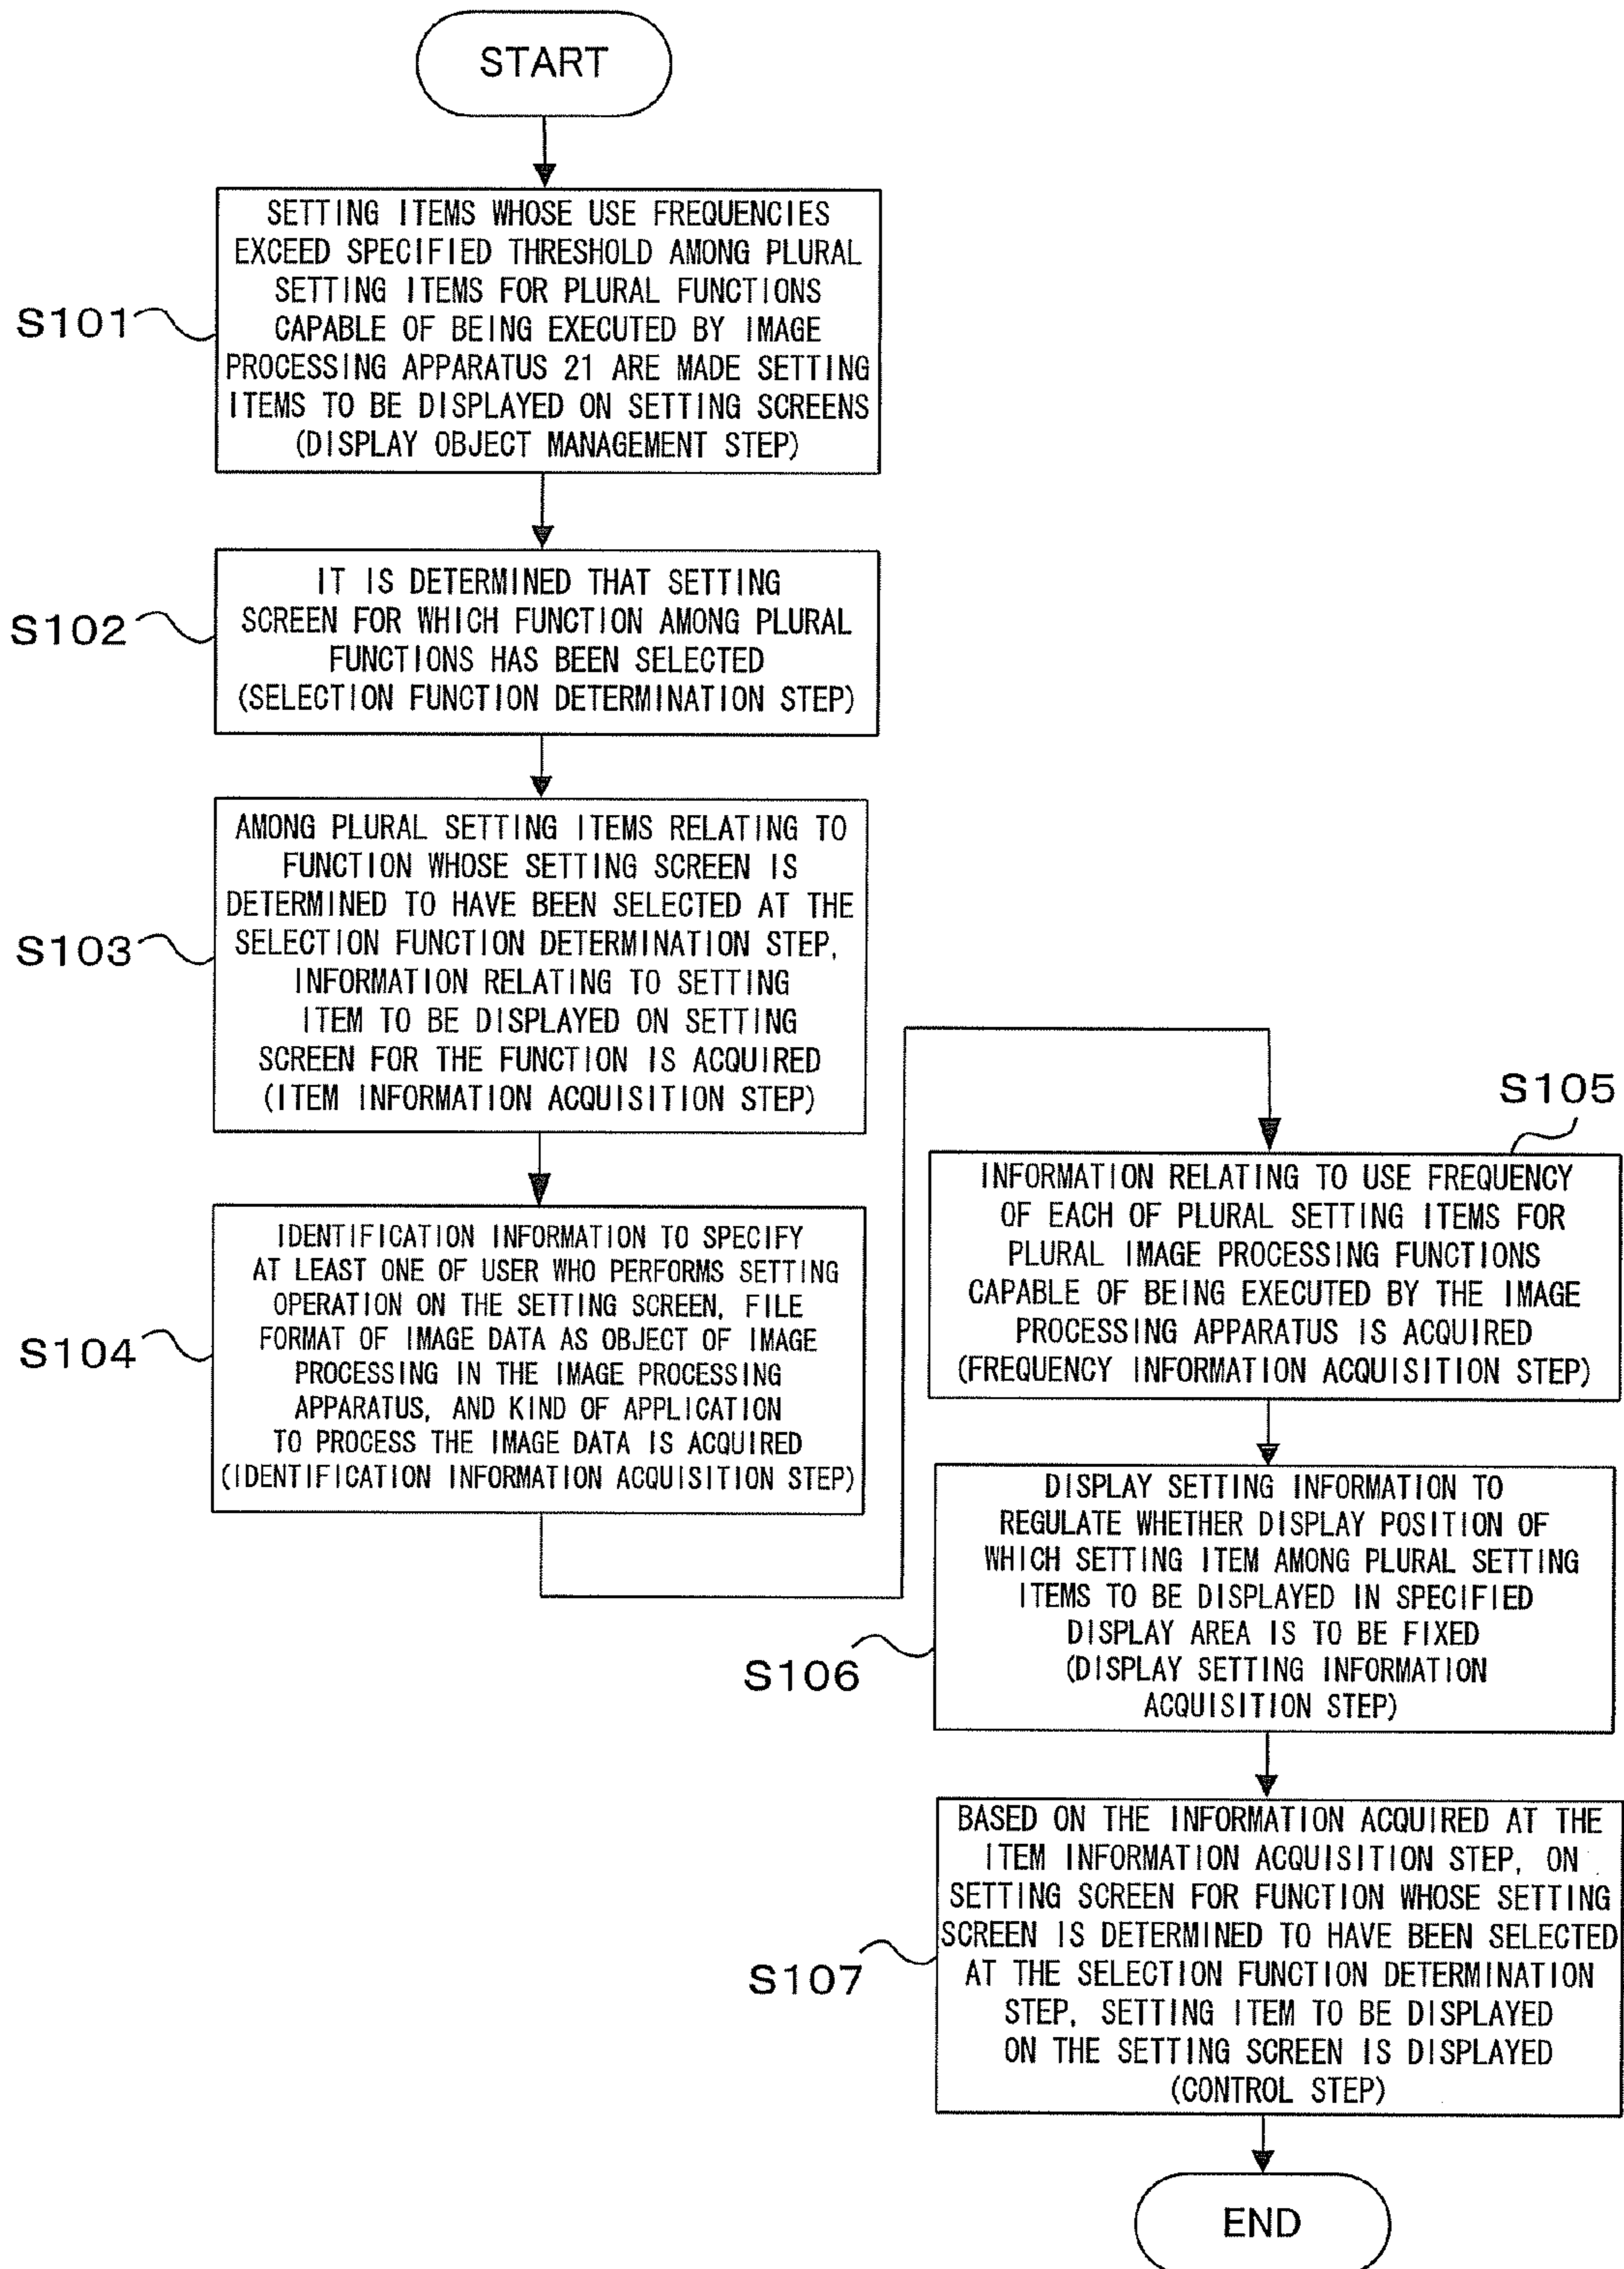 START
S101
SETTING ITEMS WHOSE USE FREQUENCIES
EXCEED SPECIFIED THRESHOLD AMONG PLURAL
SETTING ITEMS FOR PLURAL FUNCTIONS
CAPABLE OF BEING EXECUTED BY IMAGE
PROCESSING APPARATUS 21 ARE MADE SETTING
ITEMS TO BE DISPLAYED ON SETTING SCREENS
(DISPLAY OBJECT MANAGEMENT STEP)
S102
IT IS DETERMINED THAT SETTING
SCREEN FOR WHICH FUNCTION AMONG PLURAL
FUNCTIONS HAS BEEN SELECTED
(SELECTION FUNCTION DETERMINATION STEP)
S103
AMONG PLURAL SETTING ITEMS RELATING TO
FUNCTION WHOSE SETTING SCREEN IS
DETERMINED TO HAVE BEEN SELECTED AT THE
SELECTION FUNCTION DETERMINATION STEP,
INFORMATION RELATING TO SETTING
ITEM TO BE DISPLAYED ON SETTING
SCREEN FOR THE FUNCTION IS ACQUIRED
(ITEM INFORMATION ACQUISITION STEP)
S104
IDENTIFICATION INFORMATION TO SPECIFY
AT LEAST ONE OF USER WHO PERFORMS SETTING
OPERATION ON THE SETTING SCREEN, FILE
FORMAT OF IMAGE DATA AS OBJECT OF IMAGE
PROCESSING IN THE IMAGE PROCESSING
APPARATUS, AND KIND OF APPLICATION
TO PROCESS THE IMAGE DATA IS ACQUIRED
(IDENTIFICATION INFORMATION ACQUISITION STEP)
S105
INFORMATION RELATING TO USE FREQUENCY
OF EACH OF PLURAL SETTING ITEMS FOR
PLURAL IMAGE PROCESSING FUNCTIONS
CAPABLE OF BEING EXECUTED BY THE IMAGE
PROCESSING APPARATUS IS ACQUIRED
(FREQUENCY INFORMATION ACQUISITION STEP)
S106
DISPLAY SETTING INFORMATION TO
REGULATE WHETHER DISPLAY POSITION OF
WHICH SETTING ITEM AMONG PLURAL SETTING
ITEMS TO BE DISPLAYED IN SPECIFIED
DISPLAY AREA IS TO BE FIXED
(DISPLAY SETTING INFORMATION
ACQUISITION STEP)
S107
BASED ON THE INFORMATION ACQUIRED AT THE
ITEM INFORMATION ACQUISITION STEP, ON
SETTING SCREEN FOR FUNCTION WHOSE SETTING
SCREEN IS DETERMINED TO HAVE BEEN SELECTED
AT THE SELECTION FUNCTION DETERMINATION
STEP, SETTING ITEM TO BE DISPLAYED
ON THE SETTING SCREEN IS DISPLAYED
(CONTROL STEP)
END